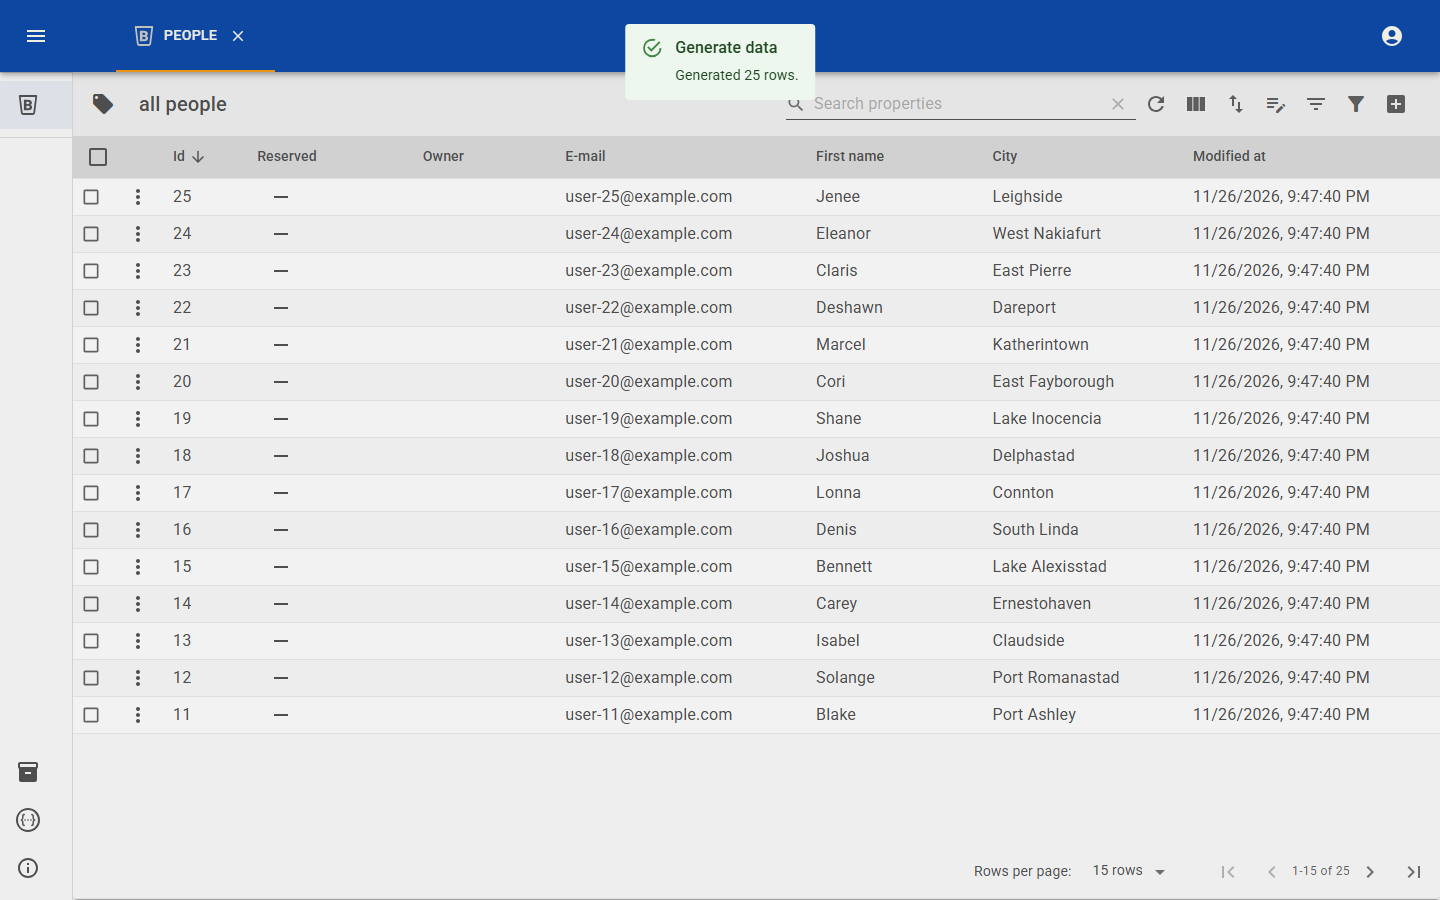 PEOPLE
Generate data
Generated 25 rows.
all people
Search properties
Id Reserved Owner E-mail First name City Modified at
25 — user-25@example.com Jenee Leighside 11/26/2026, 9:47:40 PM
24 — user-24@example.com Eleanor West Nakiafurt 11/26/2026, 9:47:40 PM
23 — user-23@example.com Claris East Pierre 11/26/2026, 9:47:40 PM
22 — user-22@example.com Deshawn Dareport 11/26/2026, 9:47:40 PM
21 — user-21@example.com Marcel Katherintown 11/26/2026, 9:47:40 PM
20 — user-20@example.com Cori East Fayborough 11/26/2026, 9:47:40 PM
19 — user-19@example.com Shane Lake Inocencia 11/26/2026, 9:47:40 PM
18 — user-18@example.com Joshua Delphastad 11/26/2026, 9:47:40 PM
17 — user-17@example.com Lonna Connton 11/26/2026, 9:47:40 PM
16 — user-16@example.com Denis South Linda 11/26/2026, 9:47:40 PM
15 — user-15@example.com Bennett Lake Alexisstad 11/26/2026, 9:47:40 PM
14 — user-14@example.com Carey Ernestohaven 11/26/2026, 9:47:40 PM
13 — user-13@example.com Isabel Claudside 11/26/2026, 9:47:40 PM
12 — user-12@example.com Solange Port Romanastad 11/26/2026, 9:47:40 PM
11 — user-11@example.com Blake Port Ashley 11/26/2026, 9:47:40 PM
Rows per page: 15 rows 1-15 of 25